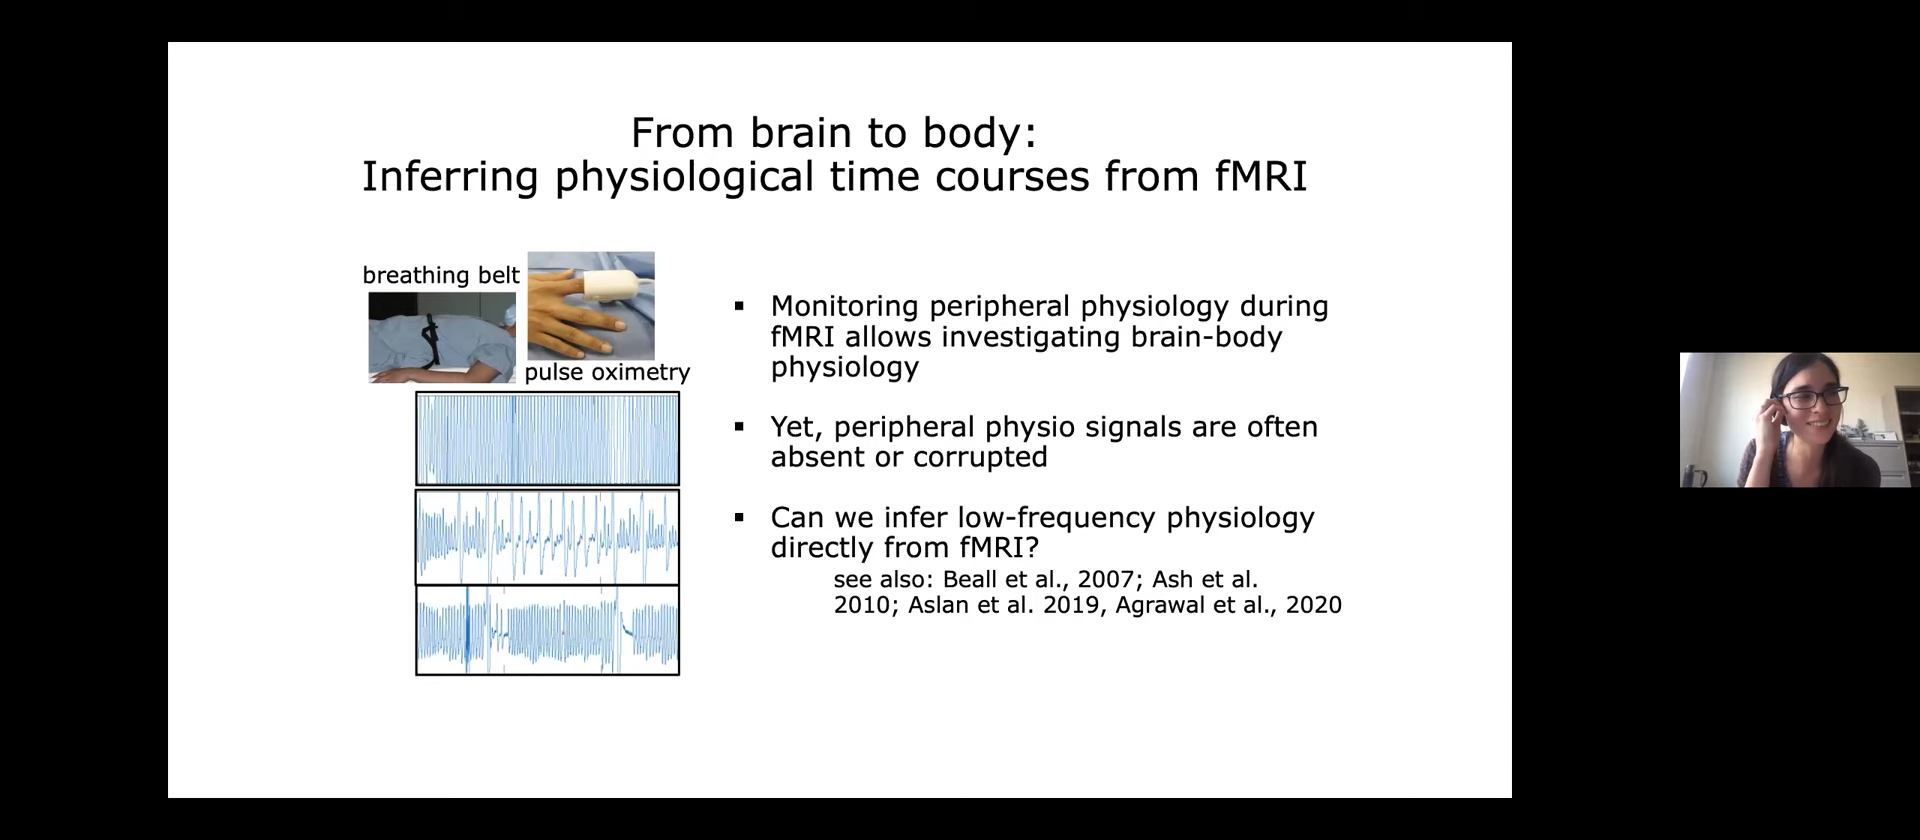 From brain to body:
Inferring physiological time courses from fMRI
breathing belt
pulse oximetry
▪ Monitoring peripheral physiology during
fMRI allows investigating brain-body
physiology
▪ Yet, peripheral physio signals are often
absent or corrupted
▪ Can we infer low-frequency physiology
directly from fMRI?
see also: Beall et al., 2007; Ash et al.
2010; Aslan et al. 2019, Agrawal et al., 2020